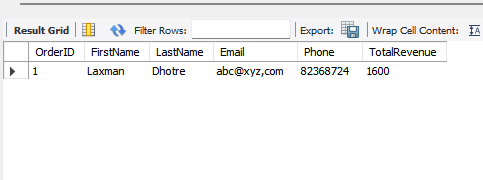 Result Grid Filter Rows: Export: Wrap Cell Content:
OrderID FirstName LastName Email Phone TotalRevenue
1 Laxman Dhotre abc@xyz,com 82368724 1600